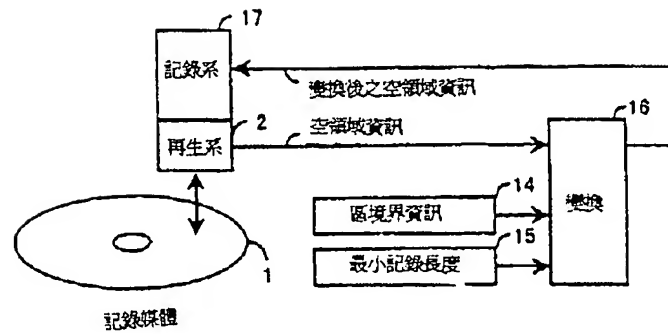 17
記錄系
變換後之空領域資訊
2
空領域資訊
16
再生系
變換
14
區境界資訊
15
最小記錄長度
1
記錄媒體